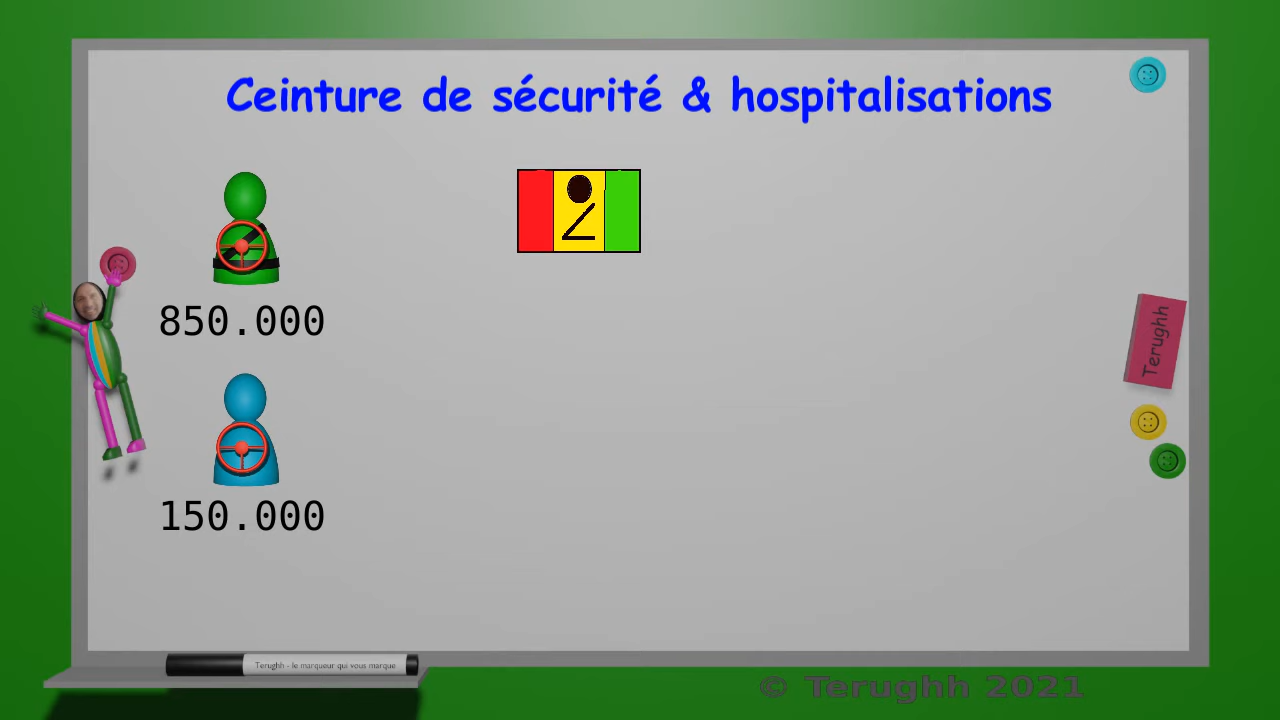 Ceinture de sécurité & hospitalisations
850.000
Terughh
150.000
Terughh - le marqueur qui vous marque
© Terughh 2021